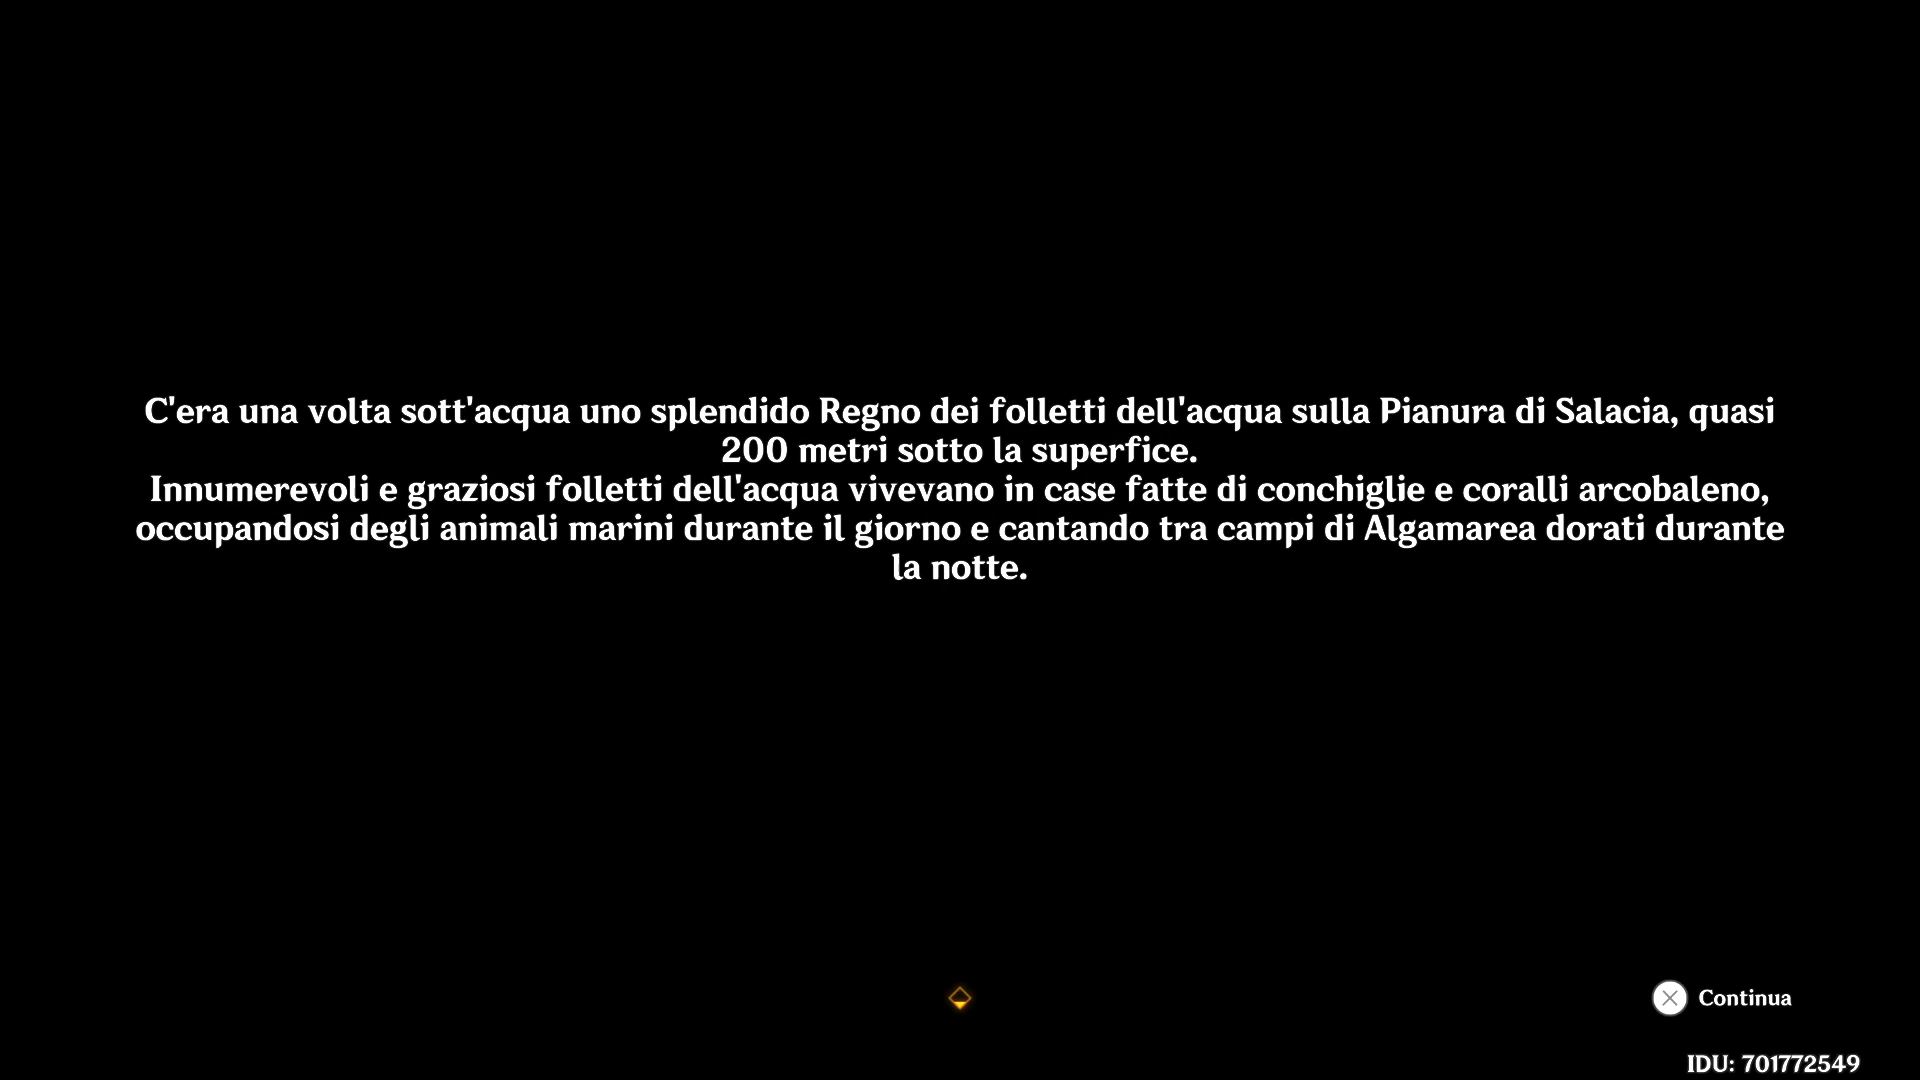 C'era una volta sott'acqua uno splendido Regno dei folletti dell'acqua sulla Pianura di Salacia, quasi
200 metri sotto la superfice.
Innumerevoli e graziosi folletti dell'acqua vivevano in case fatte di conchiglie e coralli arcobaleno,
occupandosi degli animali marini durante il giorno e cantando tra campi di Algamarea dorati durante
la notte.
Continua
IDU: 701772549